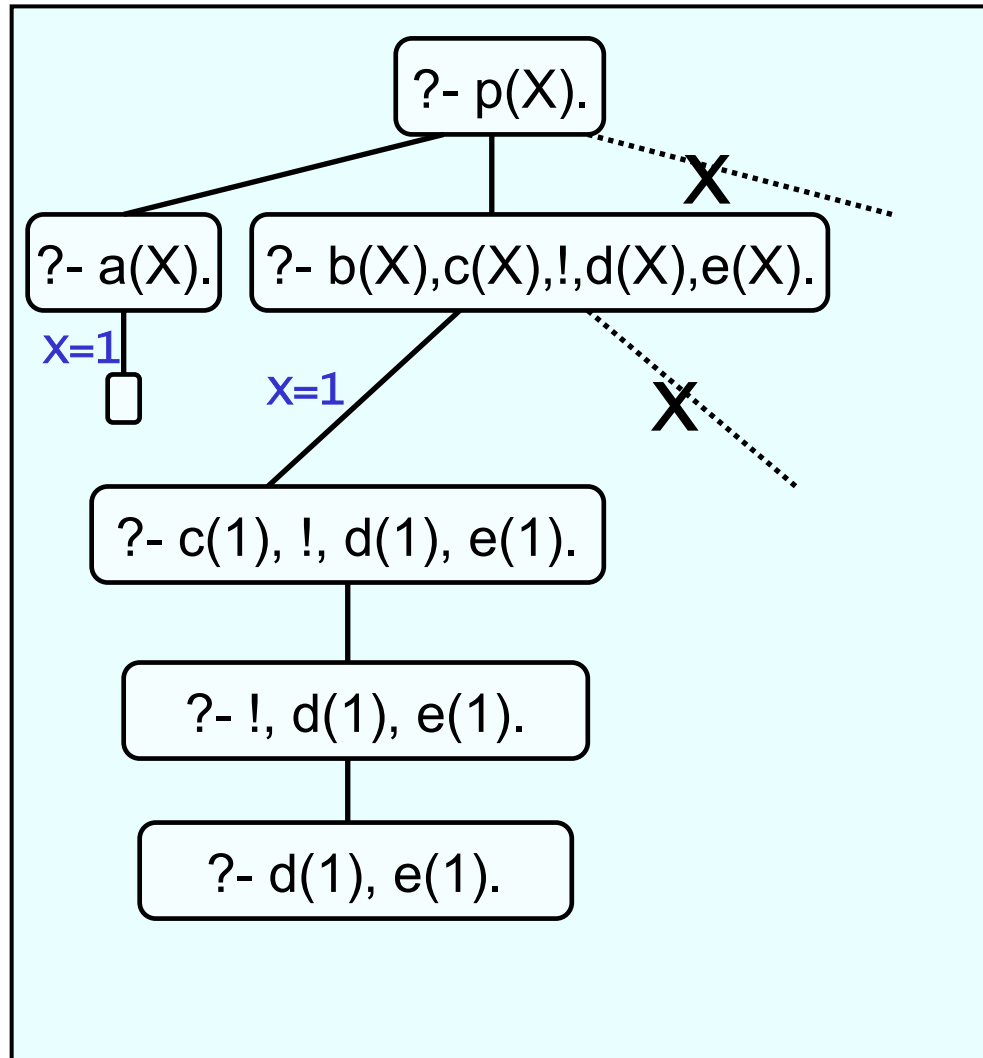 ?- p(X).
X
?- a(X).
?- b(X),c(X),!,d(X),e(X).
X=1
X=1
X
?- c(1), !, d(1), e(1).
?- !, d(1), e(1).
?- d(1), e(1).